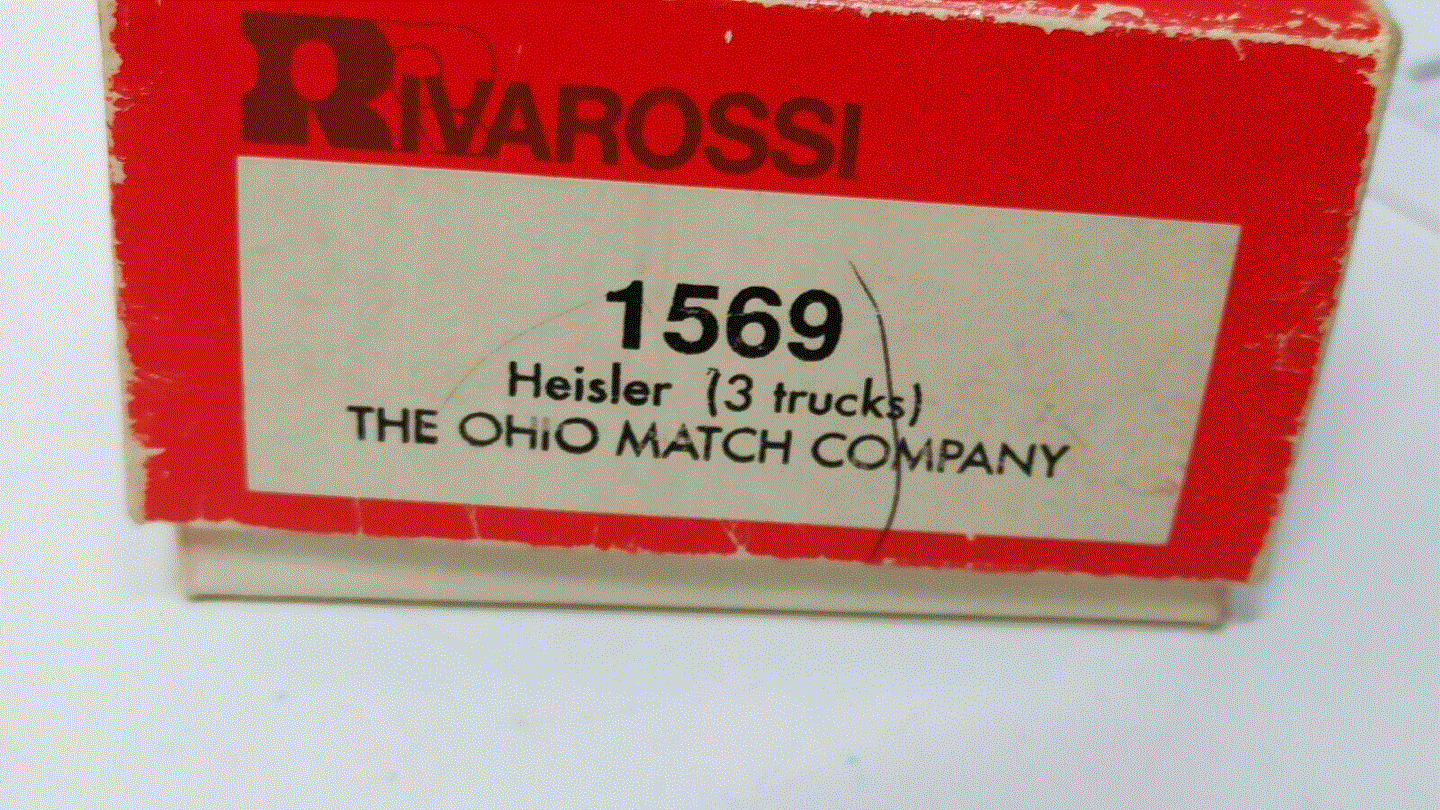 RIVAROSSI
1569
Heisler (3 trucks)
THE OHIO MATCH COMPANY